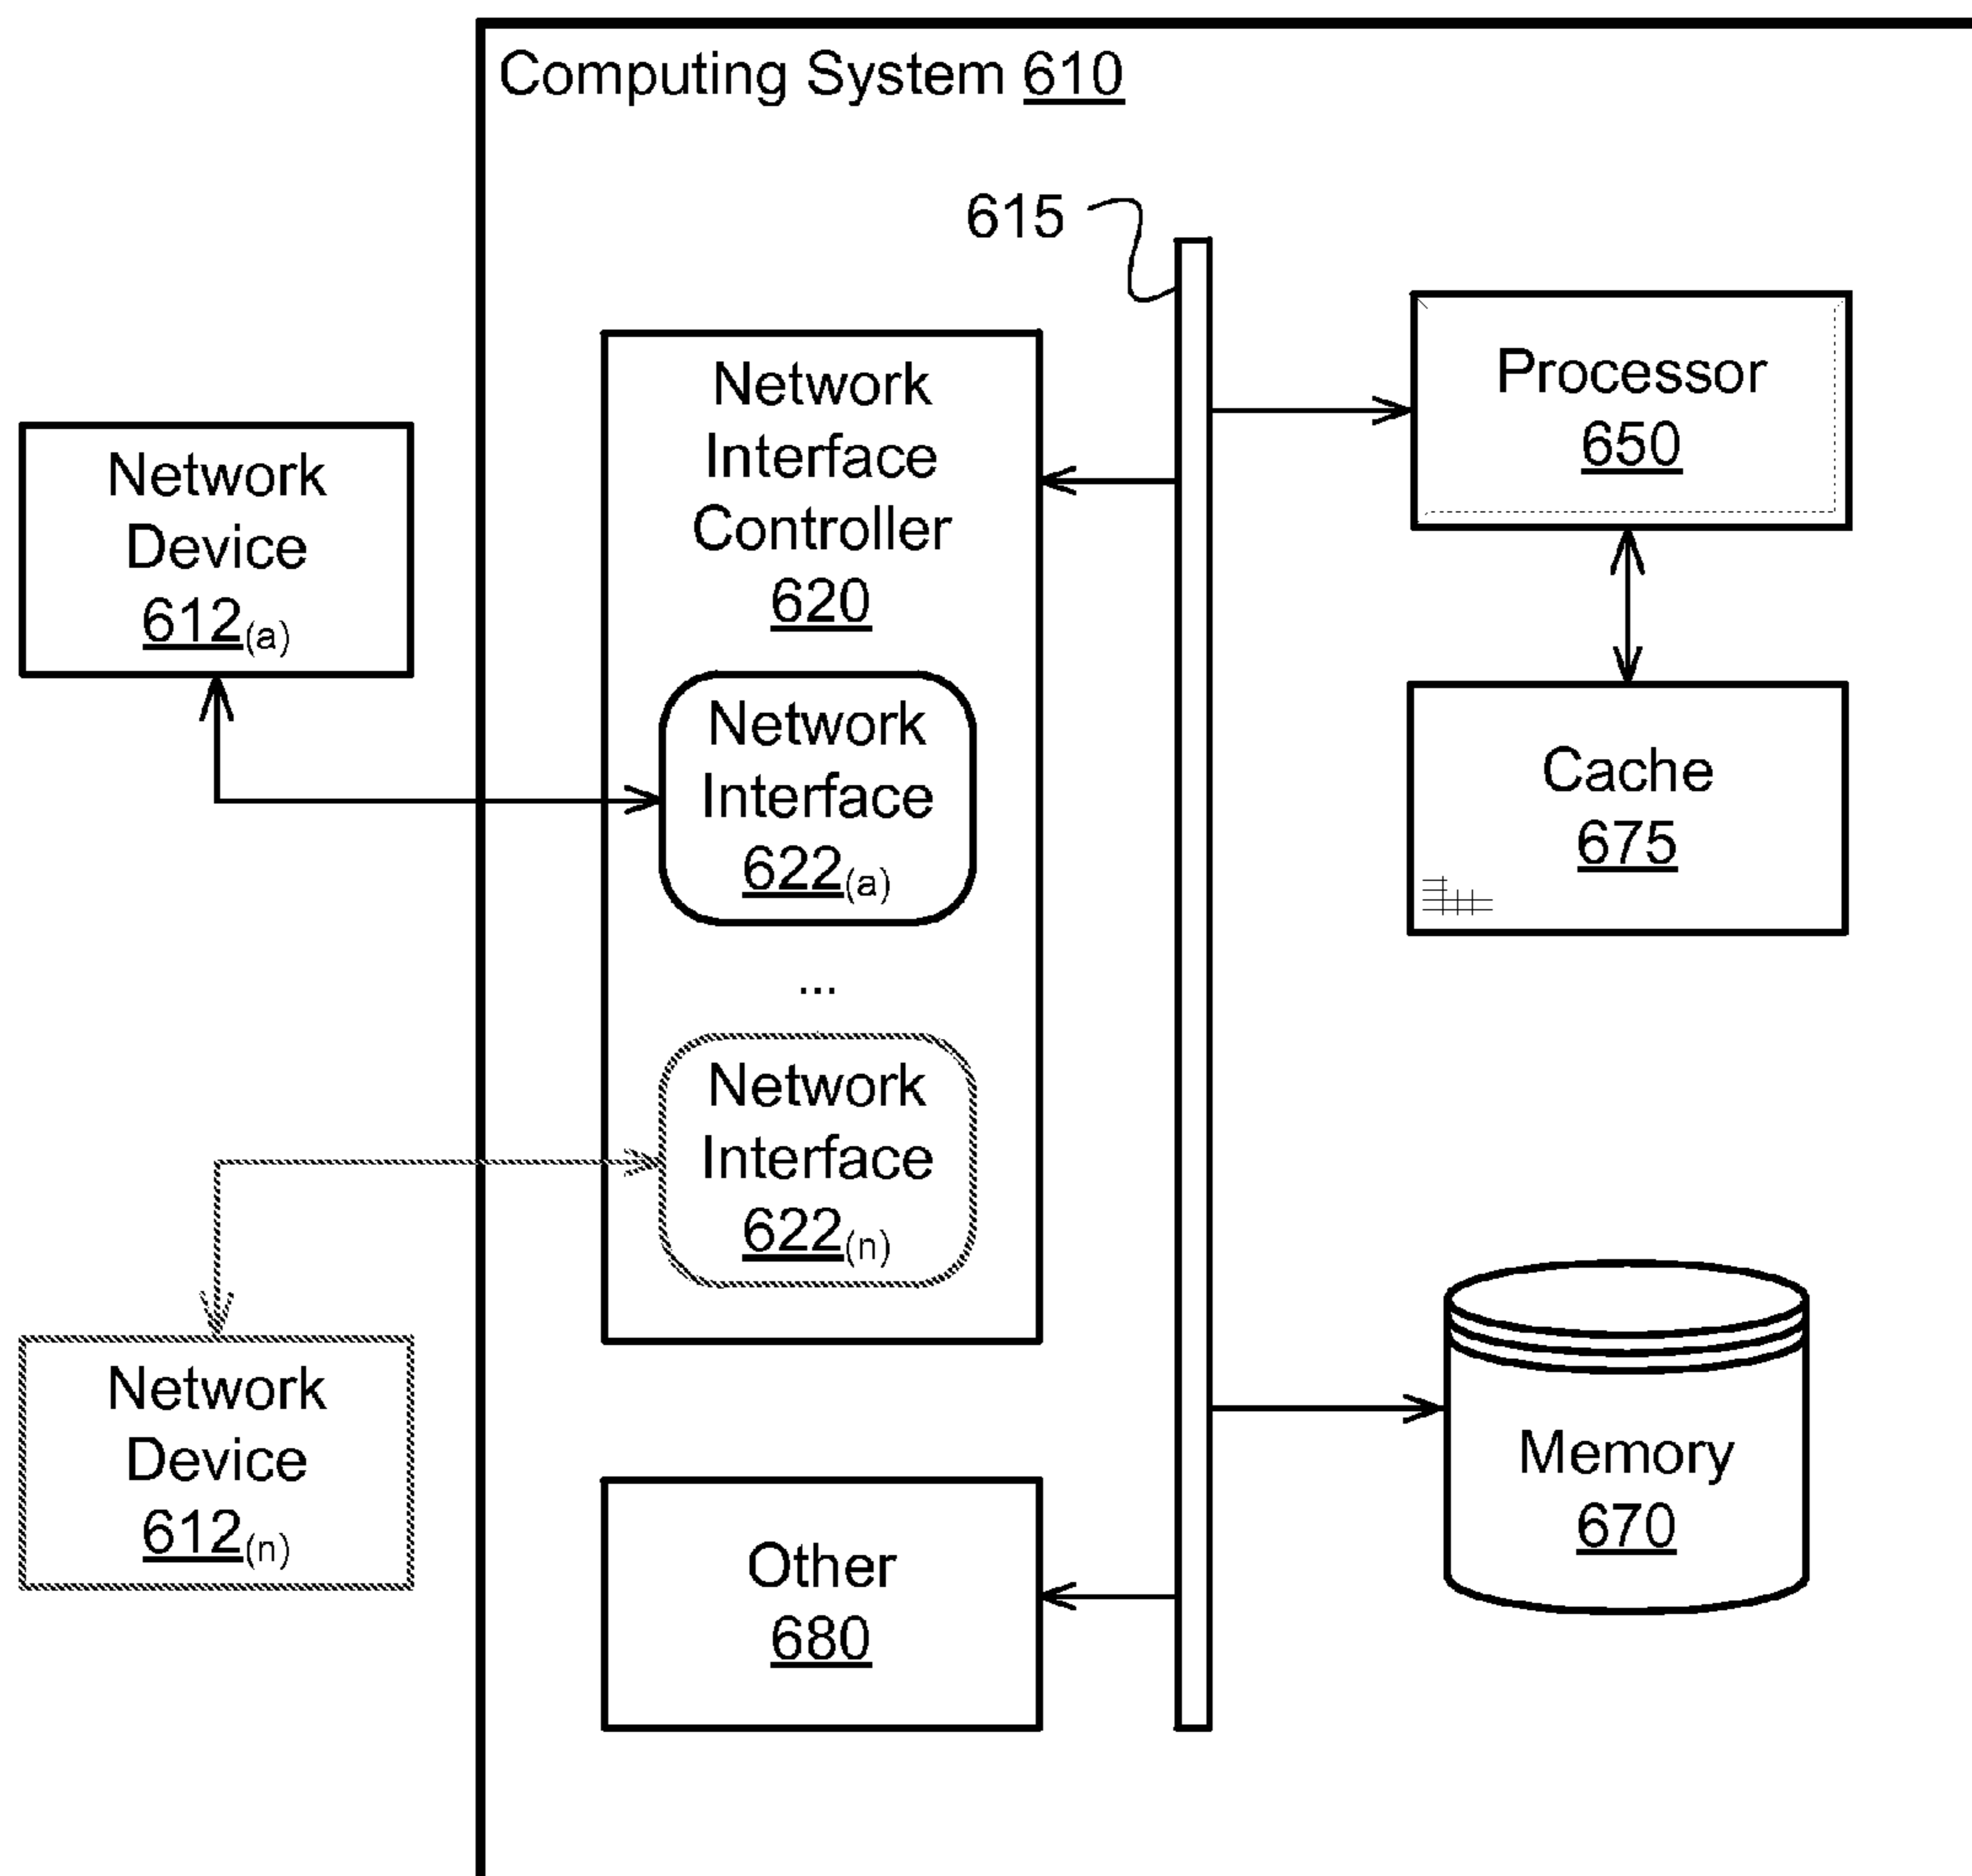 Computing System 610
615
Processor
650
Network
Interface
Controller
620
Network
Device
612(a)
Network
Interface
622(a)
Cache
675
...
Network
Interface
622(n)
Network
Device
612(n)
Memory
670
Other
680